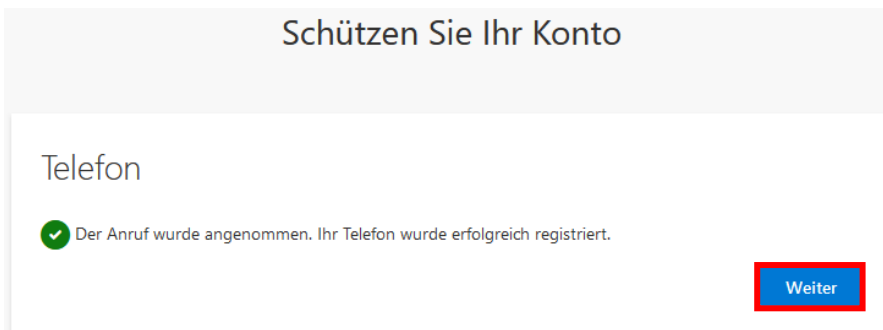 Schützen Sie Ihr Konto
Telefon
Der Anruf wurde angenommen. Ihr Telefon wurde erfolgreich registriert.
Weiter